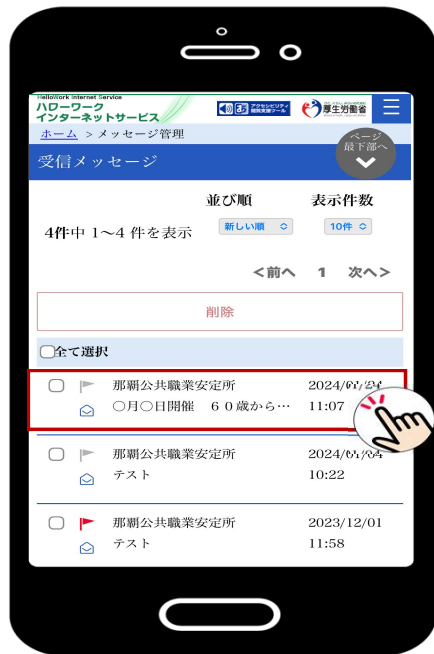 HelloWork Internet Service
ハローワーク
インターネットサービス
アクセシビリティ
閲覧支援ツール
厚生労働省
ホーム > メッセージ管理
ページ
最下部へ
受信メッセージ
並び順 表示件数
4件中 1～4 件を表示 新しい順 10件
<前へ 1 次へ>
削除
全て選択
那覇公共職業安定所 2024/
〇月〇日開催 ６０歳から… 11:07
那覇公共職業安定所 2024/
テスト 10:22
那覇公共職業安定所 2023/12/01
テスト 11:58